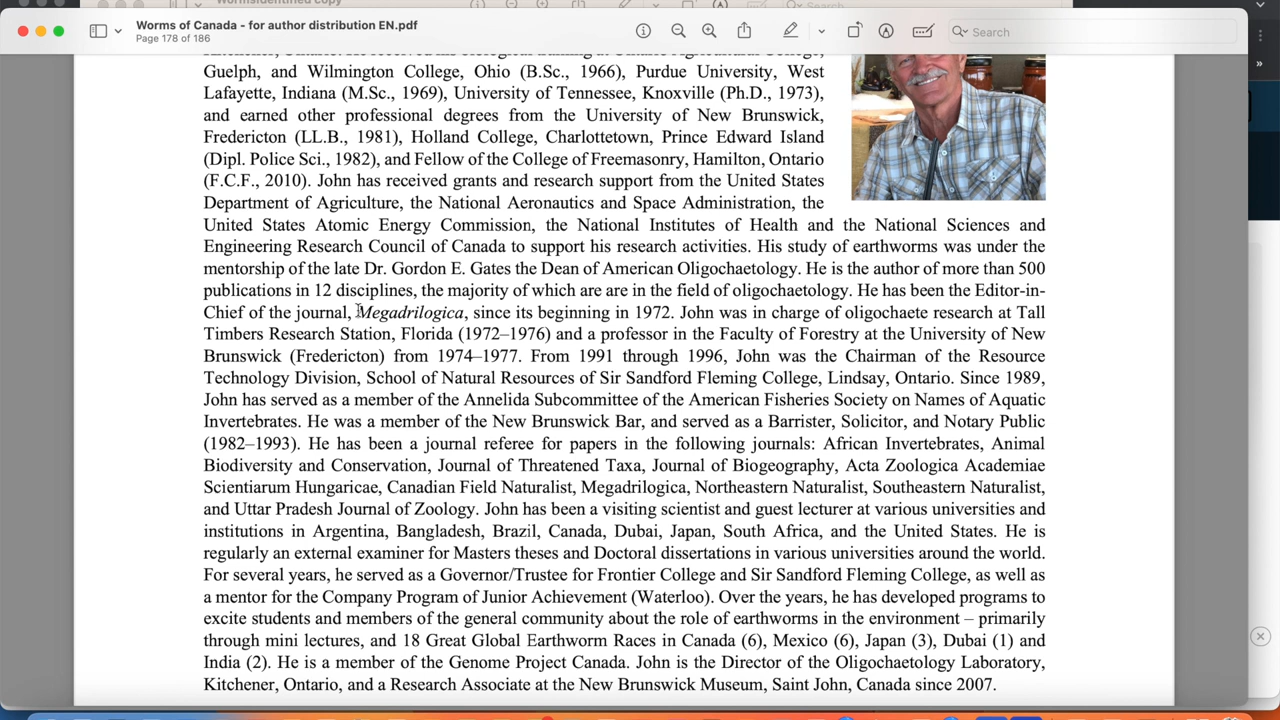 Worms of Canada - for author distribution EN.pdf
Page 178 of 186
Search
Guelph, and Wilmington College, Ohio (B.Sc., 1966), Purdue University, West
Lafayette, Indiana (M.Sc., 1969), University of Tennessee, Knoxville (Ph.D., 1973),
and earned other professional degrees from the University of New Brunswick,
Fredericton (LL.B., 1981), Holland College, Charlottetown, Prince Edward Island
(Dipl. Police Sci., 1982), and Fellow of the College of Freemasonry, Hamilton, Ontario
(F.C.F., 2010). John has received grants and research support from the United States
Department of Agriculture, the National Aeronautics and Space Administration, the
United States Atomic Energy Commission, the National Institutes of Health and the National Sciences and
Engineering Research Council of Canada to support his research activities. His study of earthworms was under the
mentorship of the late Dr. Gordon E. Gates the Dean of American Oligochaetology. He is the author of more than 500
publications in 12 disciplines, the majority of which are are in the field of oligochaetology. He has been the Editor-in-
Chief of the journal, Megadrilogica, since its beginning in 1972. John was in charge of oligochaete research at Tall
Timbers Research Station, Florida (1972–1976) and a professor in the Faculty of Forestry at the University of New
Brunswick (Fredericton) from 1974–1977. From 1991 through 1996, John was the Chairman of the Resource
Technology Division, School of Natural Resources of Sir Sandford Fleming College, Lindsay, Ontario. Since 1989,
John has served as a member of the Annelida Subcommittee of the American Fisheries Society on Names of Aquatic
Invertebrates. He was a member of the New Brunswick Bar, and served as a Barrister, Solicitor, and Notary Public
(1982–1993). He has been a journal referee for papers in the following journals: African Invertebrates, Animal
Biodiversity and Conservation, Journal of Threatened Taxa, Journal of Biogeography, Acta Zoologica Academiae
Scientiarum Hungaricae, Canadian Field Naturalist, Megadrilogica, Northeastern Naturalist, Southeastern Naturalist,
and Uttar Pradesh Journal of Zoology. John has been a visiting scientist and guest lecturer at various universities and
institutions in Argentina, Bangladesh, Brazil, Canada, Dubai, Japan, South Africa, and the United States. He is
regularly an external examiner for Masters theses and Doctoral dissertations in various universities around the world.
For several years, he served as a Governor/Trustee for Frontier College and Sir Sandford Fleming College, as well as
a mentor for the Company Program of Junior Achievement (Waterloo). Over the years, he has developed programs to
excite students and members of the general community about the role of earthworms in the environment – primarily
through mini lectures, and 18 Great Global Earthworm Races in Canada (6), Mexico (6), Japan (3), Dubai (1) and
India (2). He is a member of the Genome Project Canada. John is the Director of the Oligochaetology Laboratory,
Kitchener, Ontario, and a Research Associate at the New Brunswick Museum, Saint John, Canada since 2007.